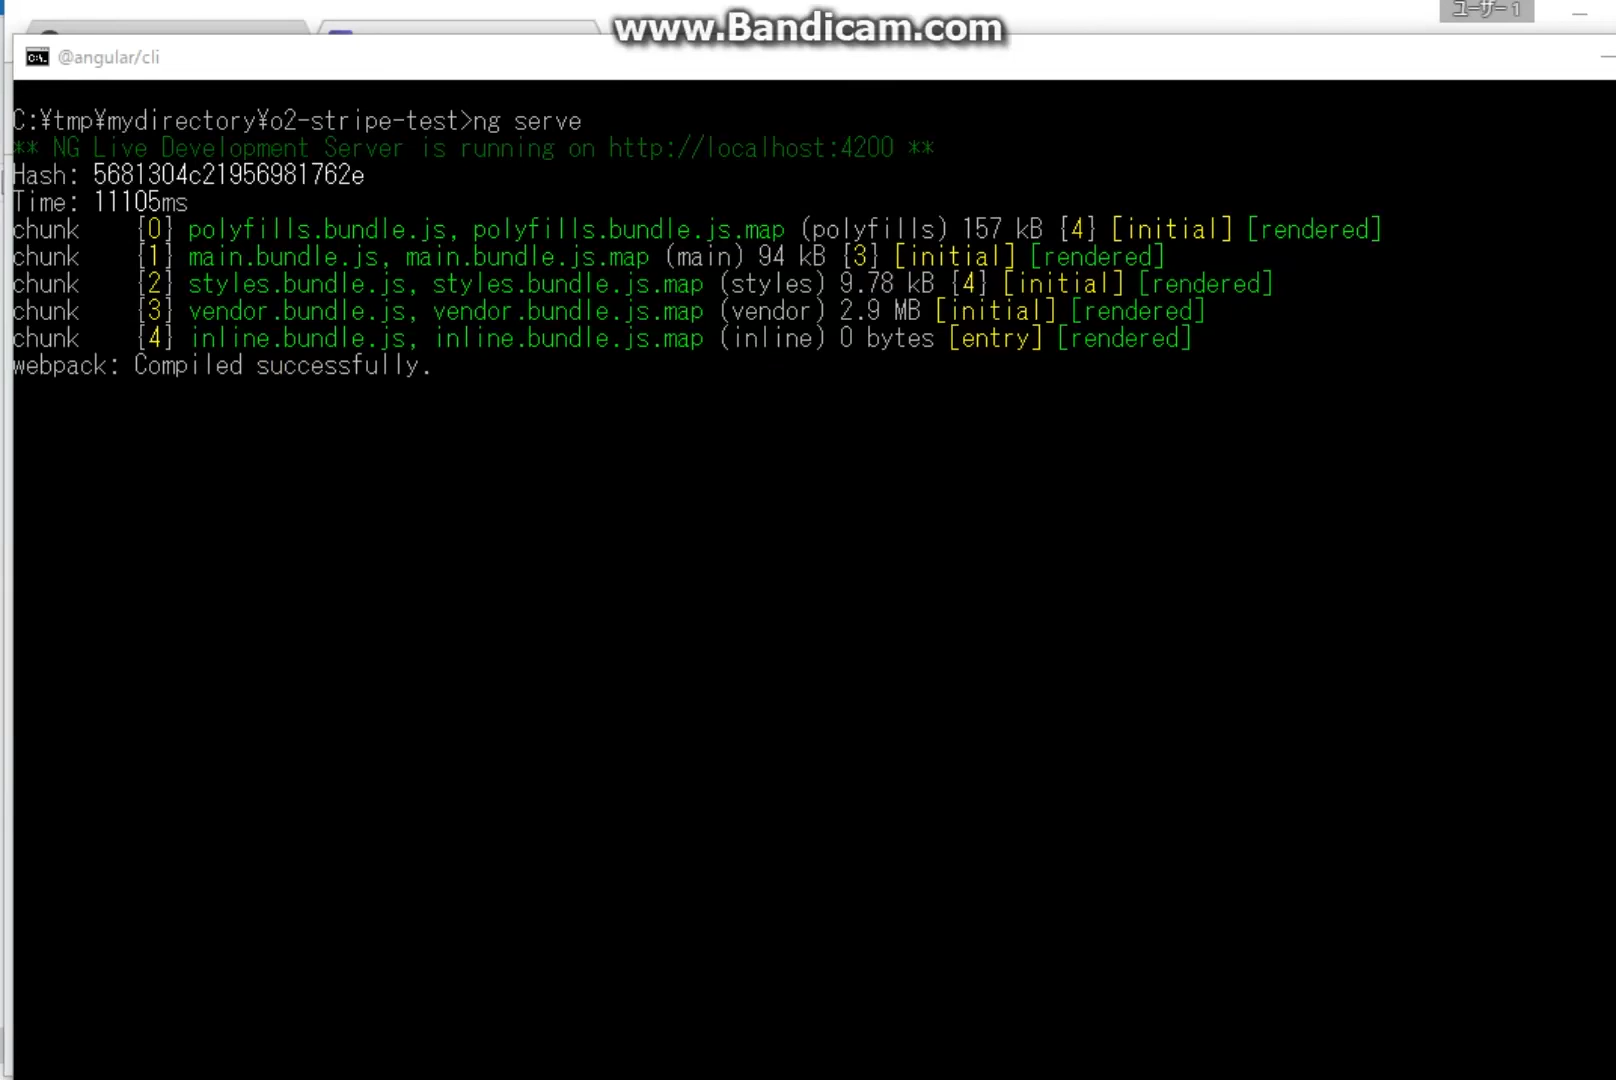 www.Bandicam.com
ユーザー 1
@angular/cli
C:¥tmp¥mydirectory¥o2-stripe-test>ng serve
** NG Live Development Server is running on http://localhost:4200 **
Hash: 5681304c21956981762e
Time: 11105ms
chunk    {0} polyfills.bundle.js, polyfills.bundle.js.map (polyfills) 157 kB {4} [initial] [rendered]
chunk    {1} main.bundle.js, main.bundle.js.map (main) 94 kB {3} [initial] [rendered]
chunk    {2} styles.bundle.js, styles.bundle.js.map (styles) 9.78 kB {4} [initial] [rendered]
chunk    {3} vendor.bundle.js, vendor.bundle.js.map (vendor) 2.9 MB [initial] [rendered]
chunk    {4} inline.bundle.js, inline.bundle.js.map (inline) 0 bytes [entry] [rendered]
webpack: Compiled successfully.